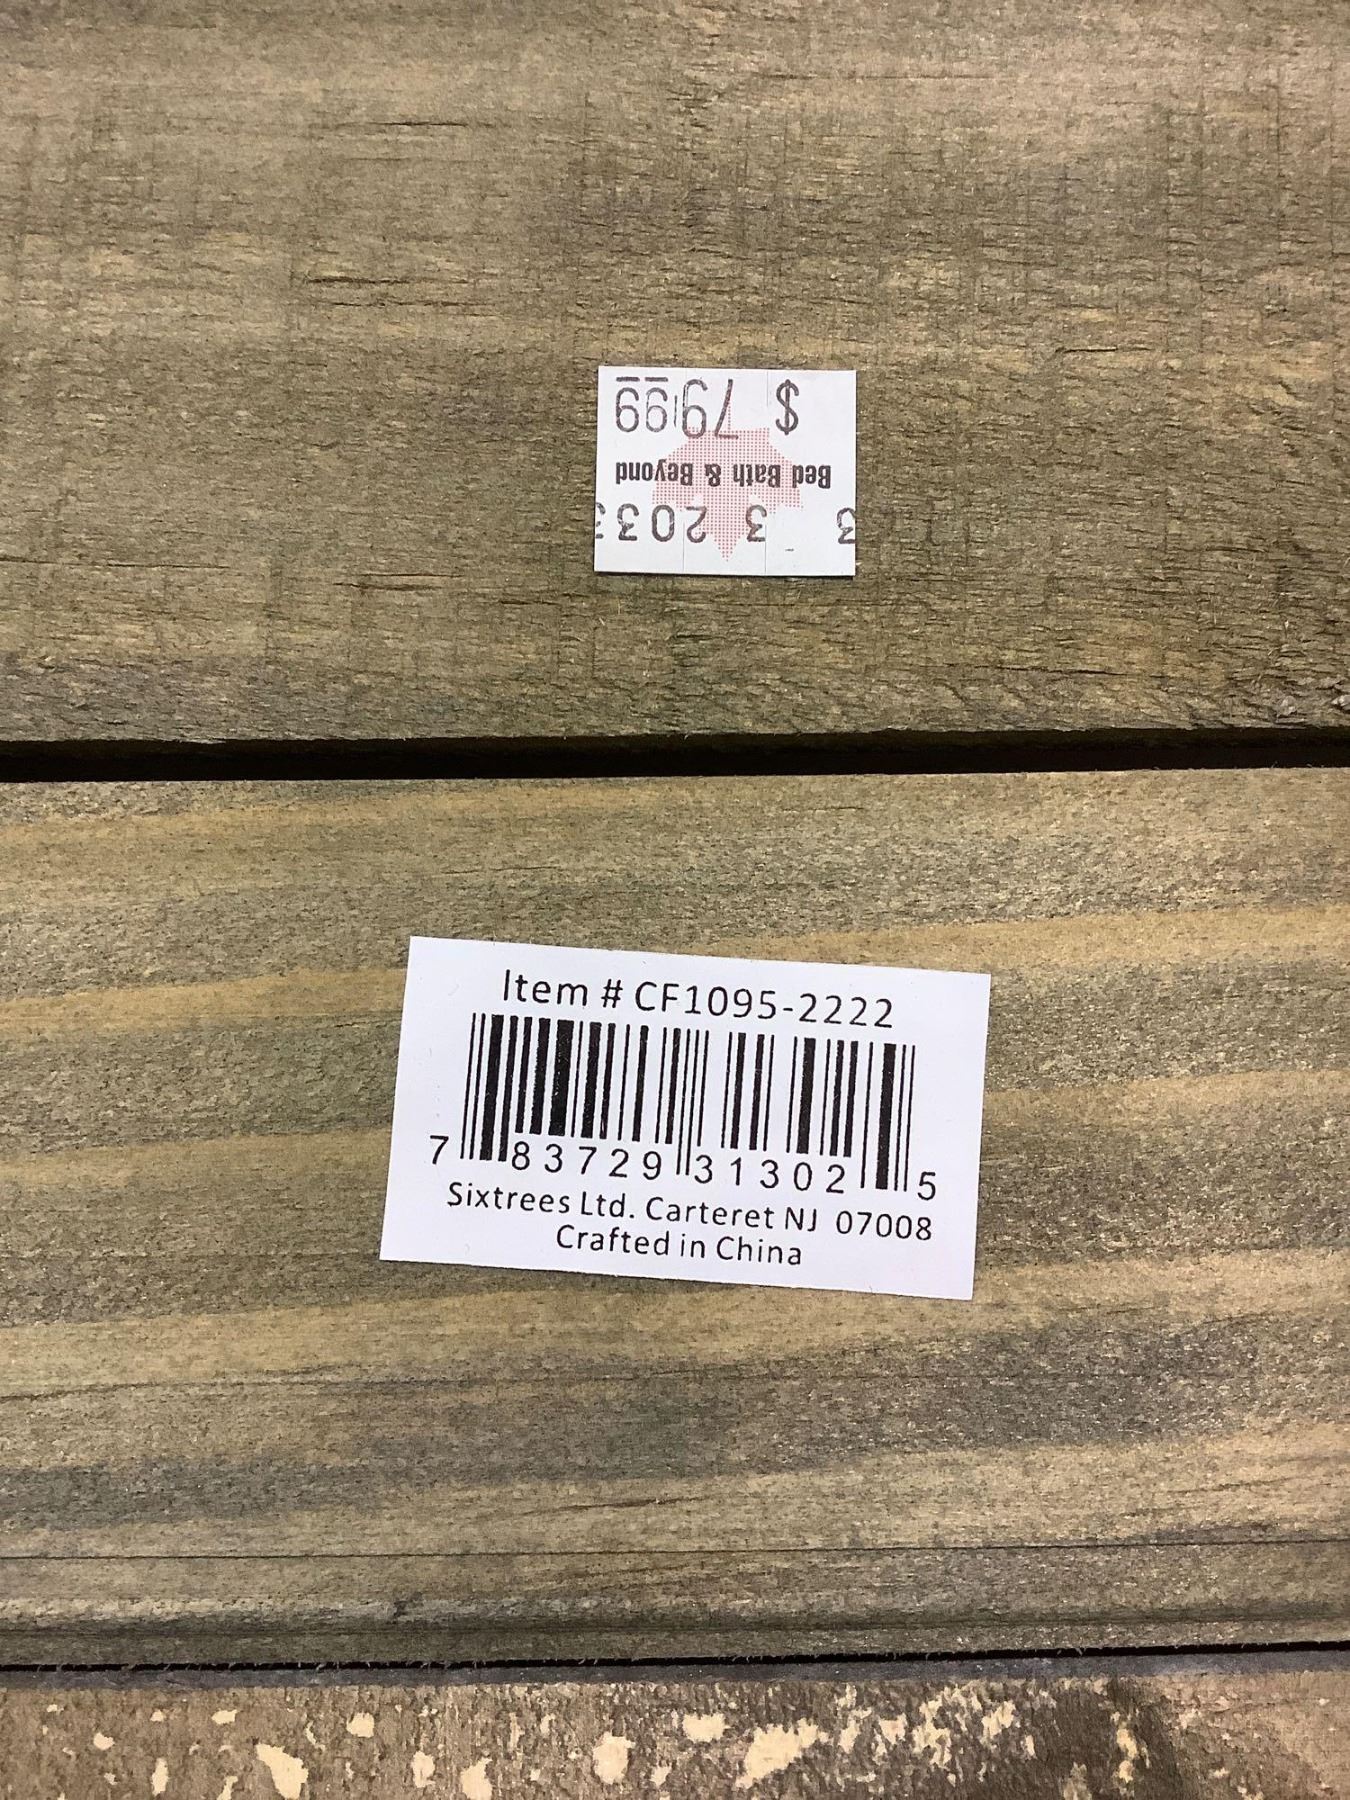 $ 79.99
Bed Bath & Beyond
3 - 3 2033
Item # CF1095-2222
7 83729 31302 5
Sixtrees Ltd. Carteret NJ 07008
Crafted in China